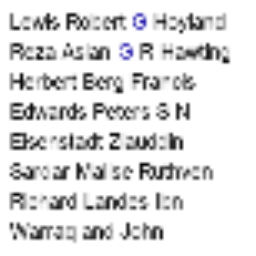 Lewis Robert G Hoyland
Reza Aslan G R Hawting
Herbert Berg Francis
Edwards Peters S N
Eisenstadt Ziauddin
Sardar Malise Ruthven
Richard Landes Ibn
Warraq and John